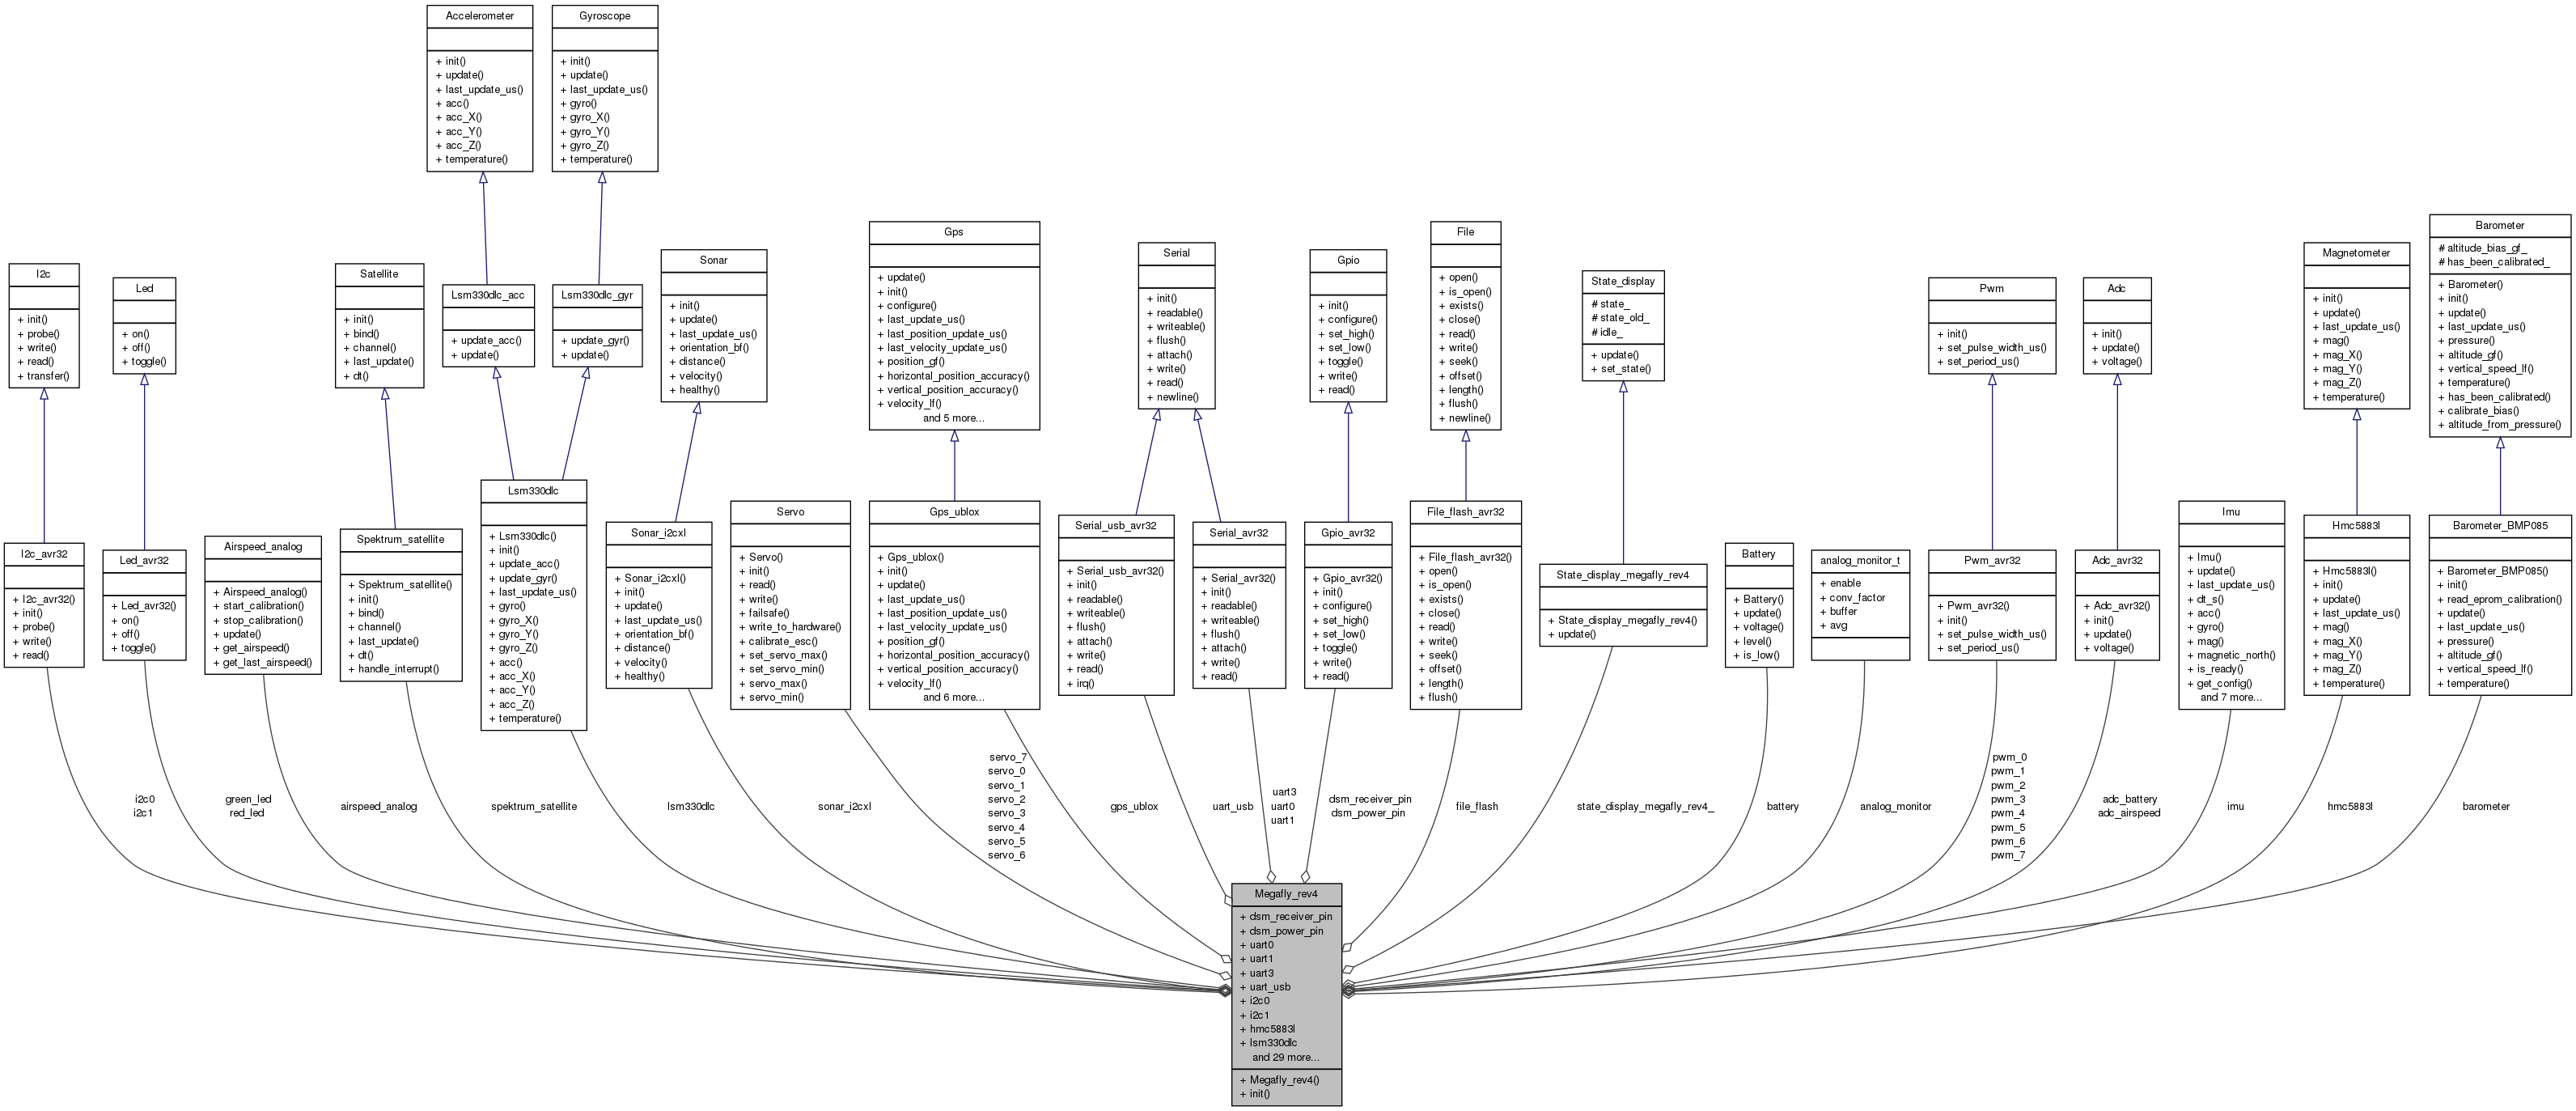 Accelerometer
+ init()
+ update()
+ last_update_us()
+ acc()
+ acc_X()
+ acc_Y()
+ acc_Z()
+ temperature()
Gyroscope
+ init()
+ update()
+ last_update_us()
+ gyro()
+ gyro_X()
+ gyro_Y()
+ gyro_Z()
+ temperature()
I2c
+ init()
+ probe()
+ write()
+ read()
+ transfer()
Led
+ on()
+ off()
+ toggle()
Satellite
+ init()
+ bind()
+ channel()
+ last_update()
+ dt()
Lsm330dlc_acc
+ update_acc()
+ update()
Lsm330dlc_gyr
+ update_gyr()
+ update()
Sonar
+ init()
+ update()
+ last_update_us()
+ orientation_bf()
+ distance()
+ velocity()
+ healthy()
Gps
+ update()
+ init()
+ configure()
+ last_update_us()
+ last_position_update_us()
+ last_velocity_update_us()
+ position_gf()
+ horizontal_position_accuracy()
+ vertical_position_accuracy()
+ velocity_lf()
and 5 more...
Serial
+ init()
+ readable()
+ writeable()
+ flush()
+ attach()
+ write()
+ read()
+ newline()
Gpio
+ init()
+ configure()
+ set_high()
+ set_low()
+ toggle()
+ write()
+ read()
File
+ open()
+ is_open()
+ exists()
+ close()
+ read()
+ write()
+ seek()
+ offset()
+ length()
+ flush()
+ newline()
State_display
# state_
# state_old_
# idle_
+ update()
+ set_state()
Pwm
+ init()
+ set_pulse_width_us()
+ set_period_us()
Adc
+ init()
+ update()
+ voltage()
Magnetometer
+ init()
+ update()
+ last_update_us()
+ mag()
+ mag_X()
+ mag_Y()
+ mag_Z()
+ temperature()
Barometer
# altitude_bias_gf_
# has_been_calibrated_
+ Barometer()
+ init()
+ update()
+ last_update_us()
+ pressure()
+ altitude_gf()
+ vertical_speed_lf()
+ temperature()
+ has_been_calibrated()
+ calibrate_bias()
+ altitude_from_pressure()
I2c_avr32
+ I2c_avr32()
+ init()
+ probe()
+ write()
+ read()
Led_avr32
+ Led_avr32()
+ on()
+ off()
+ toggle()
Airspeed_analog
+ Airspeed_analog()
+ start_calibration()
+ stop_calibration()
+ update()
+ get_airspeed()
+ get_last_airspeed()
Spektrum_satellite
+ Spektrum_satellite()
+ init()
+ bind()
+ channel()
+ last_update()
+ dt()
+ handle_interrupt()
Lsm330dlc
+ Lsm330dlc()
+ init()
+ update_acc()
+ update_gyr()
+ last_update_us()
+ gyro()
+ gyro_X()
+ gyro_Y()
+ gyro_Z()
+ acc()
+ acc_X()
+ acc_Y()
+ acc_Z()
+ temperature()
Sonar_i2cxl
+ Sonar_i2cxl()
+ init()
+ update()
+ last_update_us()
+ orientation_bf()
+ distance()
+ velocity()
+ healthy()
Servo
+ Servo()
+ init()
+ read()
+ write()
+ failsafe()
+ write_to_hardware()
+ calibrate_esc()
+ set_servo_max()
+ set_servo_min()
+ servo_max()
+ servo_min()
Gps_ublox
+ Gps_ublox()
+ init()
+ update()
+ last_update_us()
+ last_position_update_us()
+ last_velocity_update_us()
+ position_gf()
+ horizontal_position_accuracy()
+ vertical_position_accuracy()
+ velocity_lf()
and 6 more...
Serial_usb_avr32
+ Serial_usb_avr32()
+ init()
+ readable()
+ writeable()
+ flush()
+ attach()
+ write()
+ read()
+ irq()
Serial_avr32
+ Serial_avr32()
+ init()
+ readable()
+ writeable()
+ flush()
+ attach()
+ write()
+ read()
Gpio_avr32
+ Gpio_avr32()
+ init()
+ configure()
+ set_high()
+ set_low()
+ toggle()
+ write()
+ read()
File_flash_avr32
+ File_flash_avr32()
+ open()
+ is_open()
+ exists()
+ close()
+ read()
+ write()
+ seek()
+ offset()
+ length()
+ flush()
State_display_megafly_rev4
+ State_display_megafly_rev4()
+ update()
Battery
+ Battery()
+ update()
+ voltage()
+ level()
+ is_low()
analog_monitor_t
+ enable
+ conv_factor
+ buffer
+ avg
Pwm_avr32
+ Pwm_avr32()
+ init()
+ set_pulse_width_us()
+ set_period_us()
Adc_avr32
+ Adc_avr32()
+ init()
+ update()
+ voltage()
Imu
+ Imu()
+ update()
+ last_update_us()
+ dt_s()
+ acc()
+ gyro()
+ mag()
+ magnetic_north()
+ is_ready()
+ get_config()
and 7 more...
Hmc5883l
+ Hmc5883l()
+ init()
+ update()
+ last_update_us()
+ mag()
+ mag_X()
+ mag_Y()
+ mag_Z()
+ temperature()
Barometer_BMP085
+ Barometer_BMP085()
+ init()
+ read_eprom_calibration()
+ update()
+ last_update_us()
+ pressure()
+ altitude_gf()
+ vertical_speed_lf()
+ temperature()
i2c0
i2c1
green_led
red_led
airspeed_analog
spektrum_satellite
lsm330dlc
sonar_i2cxl
servo_7
servo_0
servo_1
servo_2
servo_3
servo_4
servo_5
servo_6
gps_ublox
uart_usb
uart3
uart0
uart1
dsm_receiver_pin
dsm_power_pin
file_flash
state_display_megafly_rev4_
battery
analog_monitor
pwm_0
pwm_1
pwm_2
pwm_3
pwm_4
pwm_5
pwm_6
pwm_7
adc_battery
adc_airspeed
imu
hmc5883l
barometer
Megafly_rev4
+ dsm_receiver_pin
+ dsm_power_pin
+ uart0
+ uart1
+ uart3
+ uart_usb
+ i2c0
+ i2c1
+ hmc5883l
+ lsm330dlc
and 29 more...
+ Megafly_rev4()
+ init()